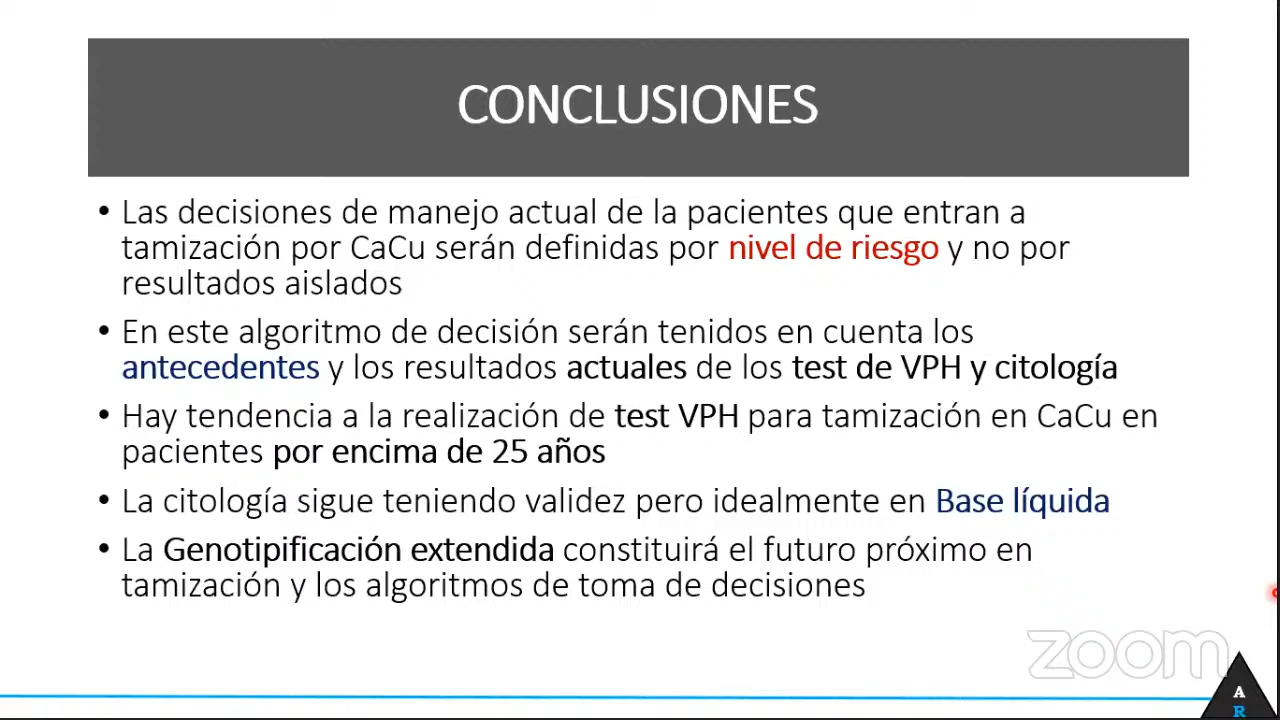 CONCLUSIONES
• Las decisiones de manejo actual de la pacientes que entran a
tamización por CaCu serán definidas por nivel de riesgo y no por
resultados aislados
• En este algoritmo de decisión serán tenidos en cuenta los
antecedentes y los resultados actuales de los test de VPH y citología
• Hay tendencia a la realización de test VPH para tamización en CaCu en
pacientes por encima de 25 años
• La citología sigue teniendo validez pero idealmente en Base líquida
• La Genotipificación extendida constituirá el futuro próximo en
tamización y los algoritmos de toma de decisiones
zoom
A
R